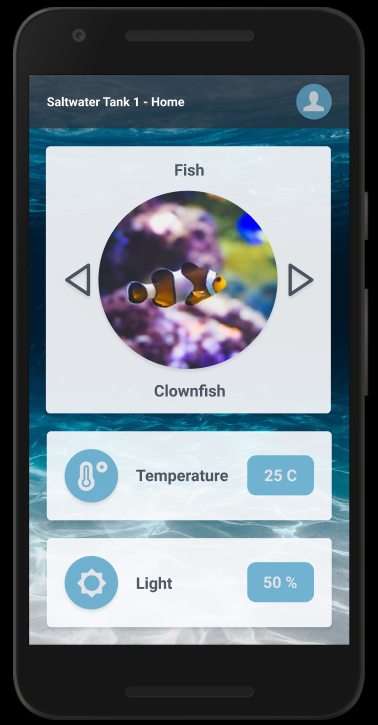 Saltwater Tank 1 - Home
Fish
Clownfish
Temperature
25 C
Light
50 %